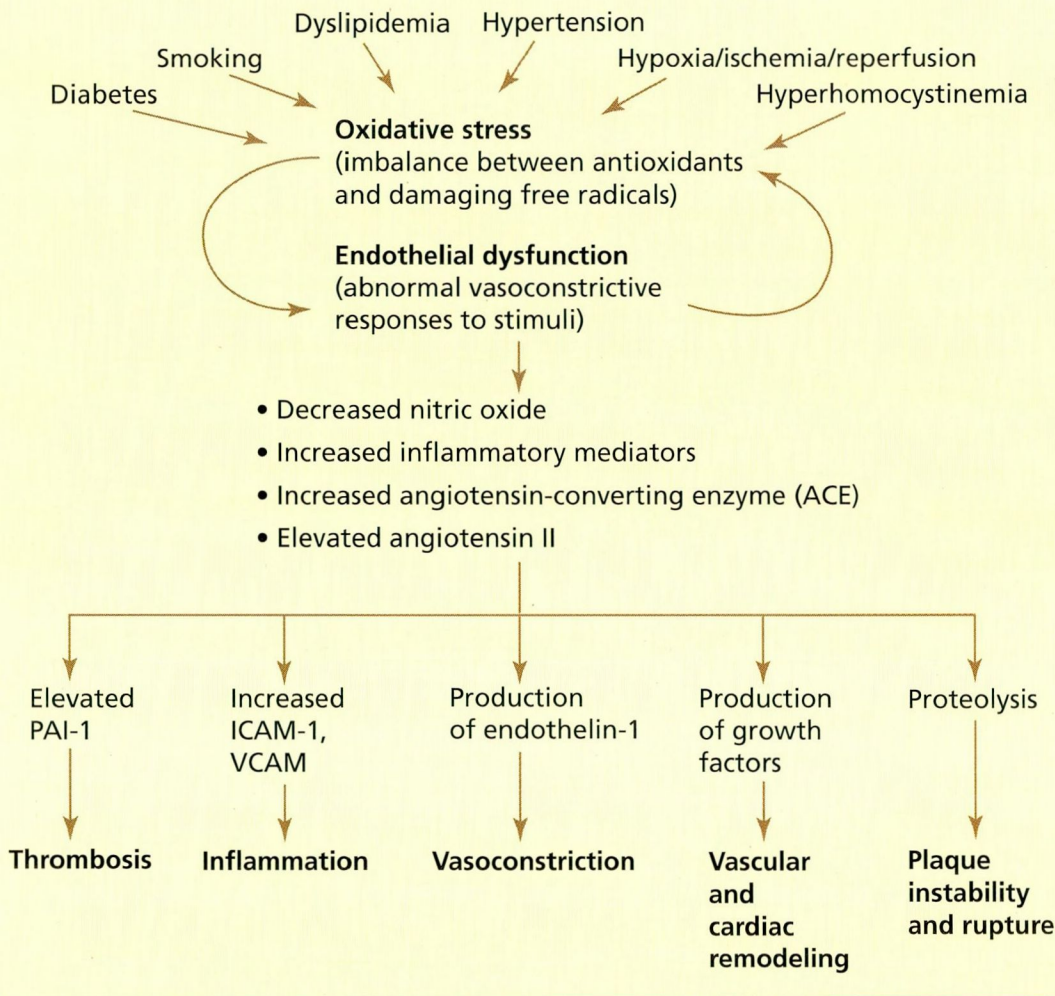 Dyslipidemia
Hypertension
Smoking
Hypoxia/ischemia/reperfusion
Diabetes
Hyperhomocystinemia
Oxidative stress
(imbalance between antioxidants
and damaging free radicals)
Endothelial dysfunction
(abnormal vasoconstrictive
responses to stimuli)
• Decreased nitric oxide
• Increased inflammatory mediators
• Increased angiotensin-converting enzyme (ACE)
• Elevated angiotensin II
Elevated
PAI-1
Increased
ICAM-1,
VCAM
Production
of endothelin-1
Production
of growth
factors
Proteolysis
Thrombosis
Inflammation
Vasoconstriction
Vascular
and
cardiac
remodeling
Plaque
instability
and rupture